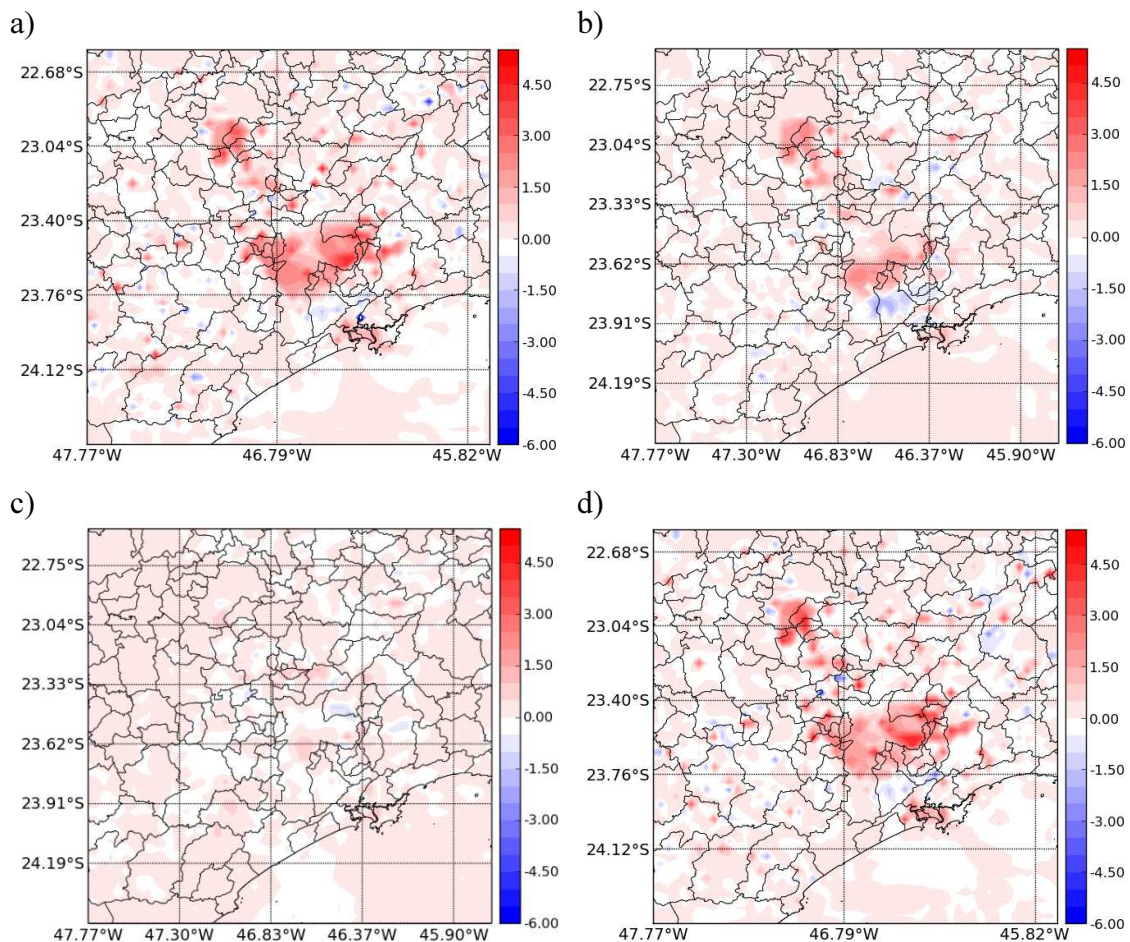 a)
22.68°S
23.04°S
23.40°S
23.76°S
24.12°S
47.77°W
46.79°W
45.82°W
4.50
3.00
1.50
0.00
-1.50
-3.00
-4.50
-6.00
b)
22.75°S
23.04°S
23.33°S
23.62°S
23.91°S
24.19°S
47.77°W
47.30°W
46.83°W
46.37°W
45.90°W
4.50
3.00
1.50
0.00
-1.50
-3.00
-4.50
-6.00
c)
22.75°S
23.04°S
23.33°S
23.62°S
23.91°S
24.19°S
47.77°W
47.30°W
46.83°W
46.37°W
45.90°W
4.50
3.00
1.50
0.00
-1.50
-3.00
-4.50
-6.00
d)
22.68°S
23.04°S
23.40°S
23.76°S
24.12°S
47.77°W
46.79°W
45.82°W
4.50
3.00
1.50
0.00
-1.50
-3.00
-4.50
-6.00